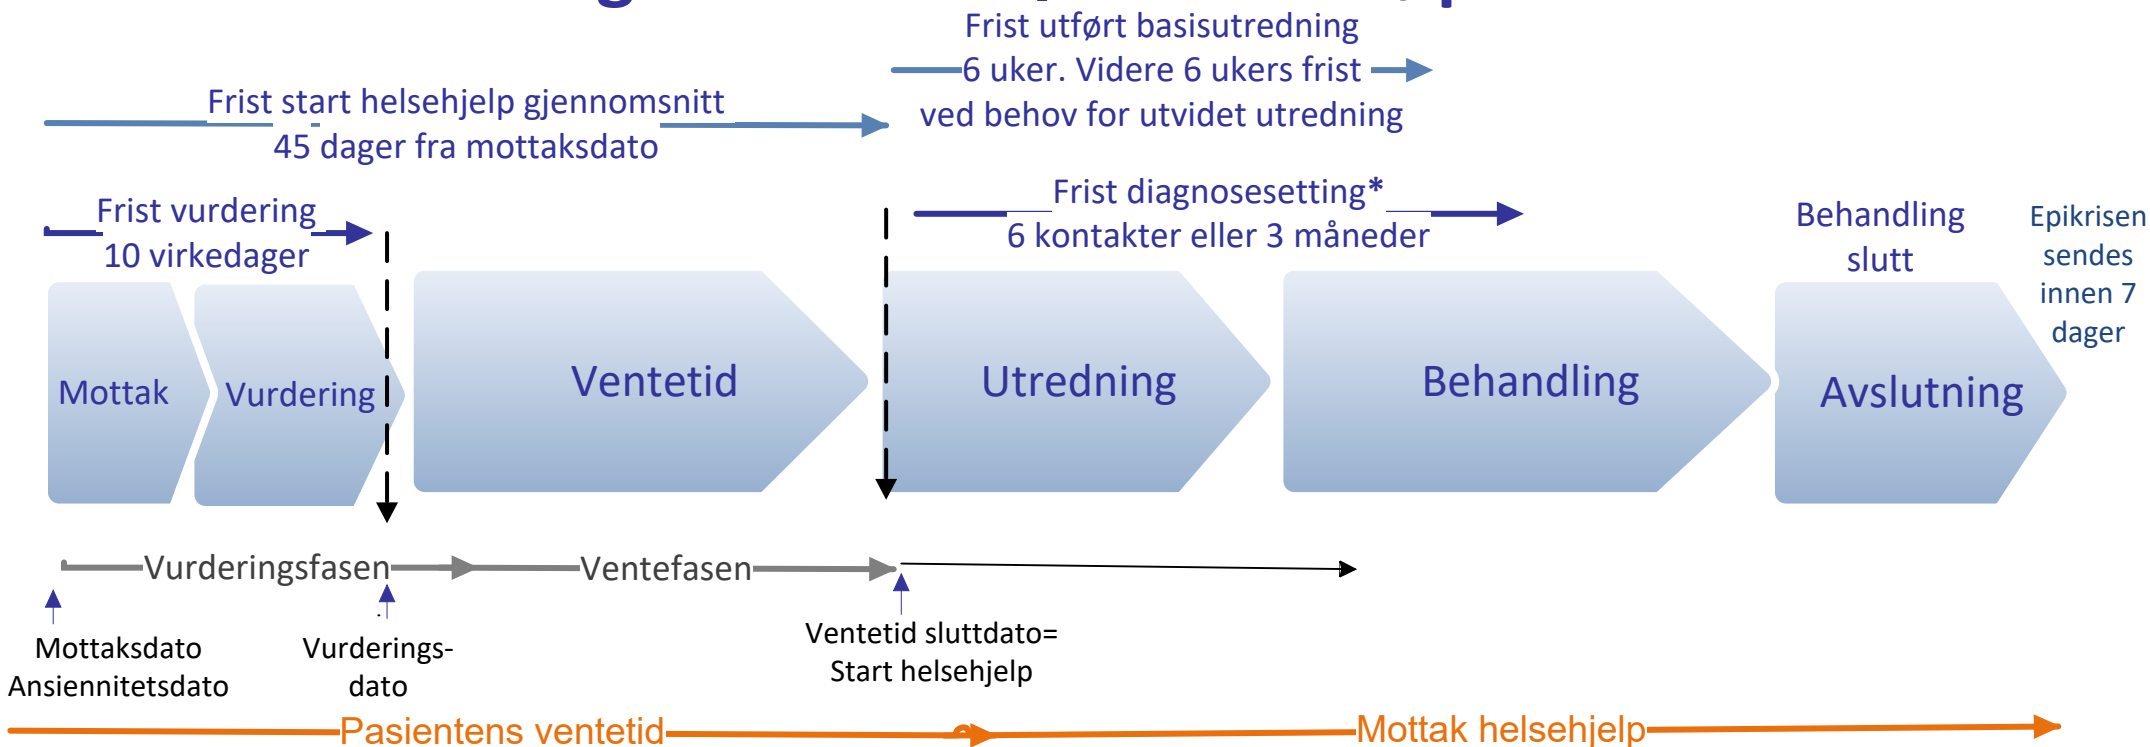 Frist utført basisutredning
6 uker. Videre 6 ukers frist
ved behov for utvidet utredning
Frist start helsehjelp gjennomsnitt
45 dager fra mottaksdato
Frist vurdering
10 virkedager
Frist diagnosesetting*
6 kontakter eller 3 måneder
Behandling
slutt
Epikrisen
sendes
innen 7
dager
Mottak
Vurdering
Ventetid
Utredning
Behandling
Avslutning
Vurderingsfasen
Ventefasen
Mottaksdato
Ansiennitetsdato
Vurderings-
dato
Ventetid sluttdato=
Start helsehjelp
Pasientens ventetid
Mottak helsehjelp